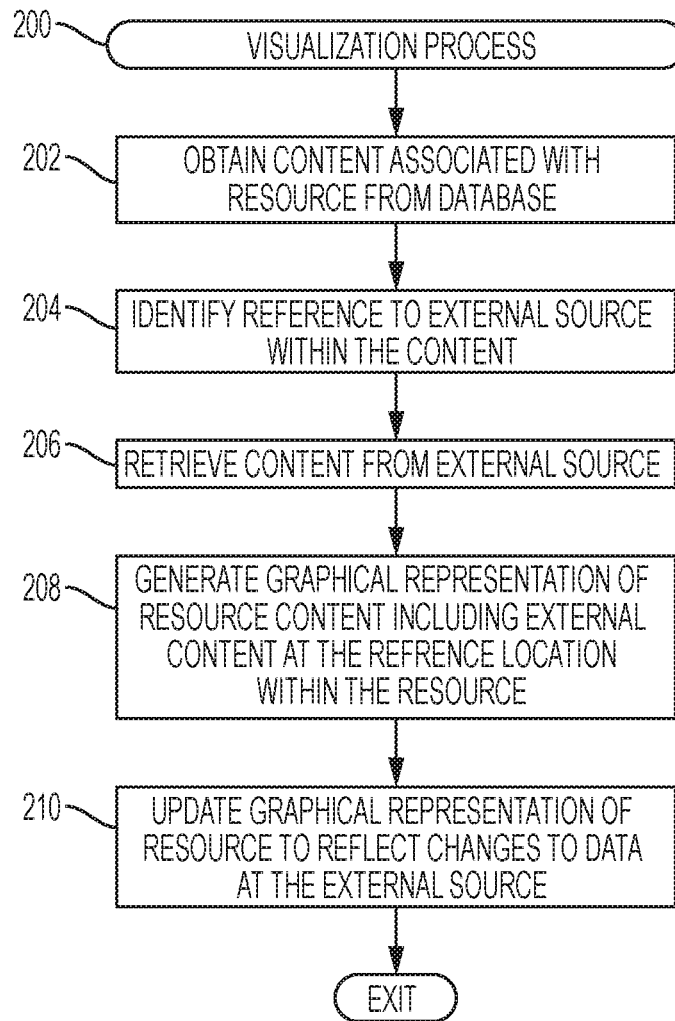 200
VISUALIZATION PROCESS
202
OBTAIN CONTENT ASSOCIATED WITH
RESOURCE FROM DATABASE
204
IDENTIFY REFERENCE TO EXTERNAL SOURCE
WITHIN THE CONTENT
206
RETRIEVE CONTENT FROM EXTERNAL SOURCE
208
GENERATE GRAPHICAL REPRESENTATION OF
RESOURCE CONTENT INCLUDING EXTERNAL
CONTENT AT THE REFRENCE LOCATION
WITHIN THE RESOURCE
210
UPDATE GRAPHICAL REPRESENTATION OF
RESOURCE TO REFLECT CHANGES TO DATA
AT THE EXTERNAL SOURCE
EXIT